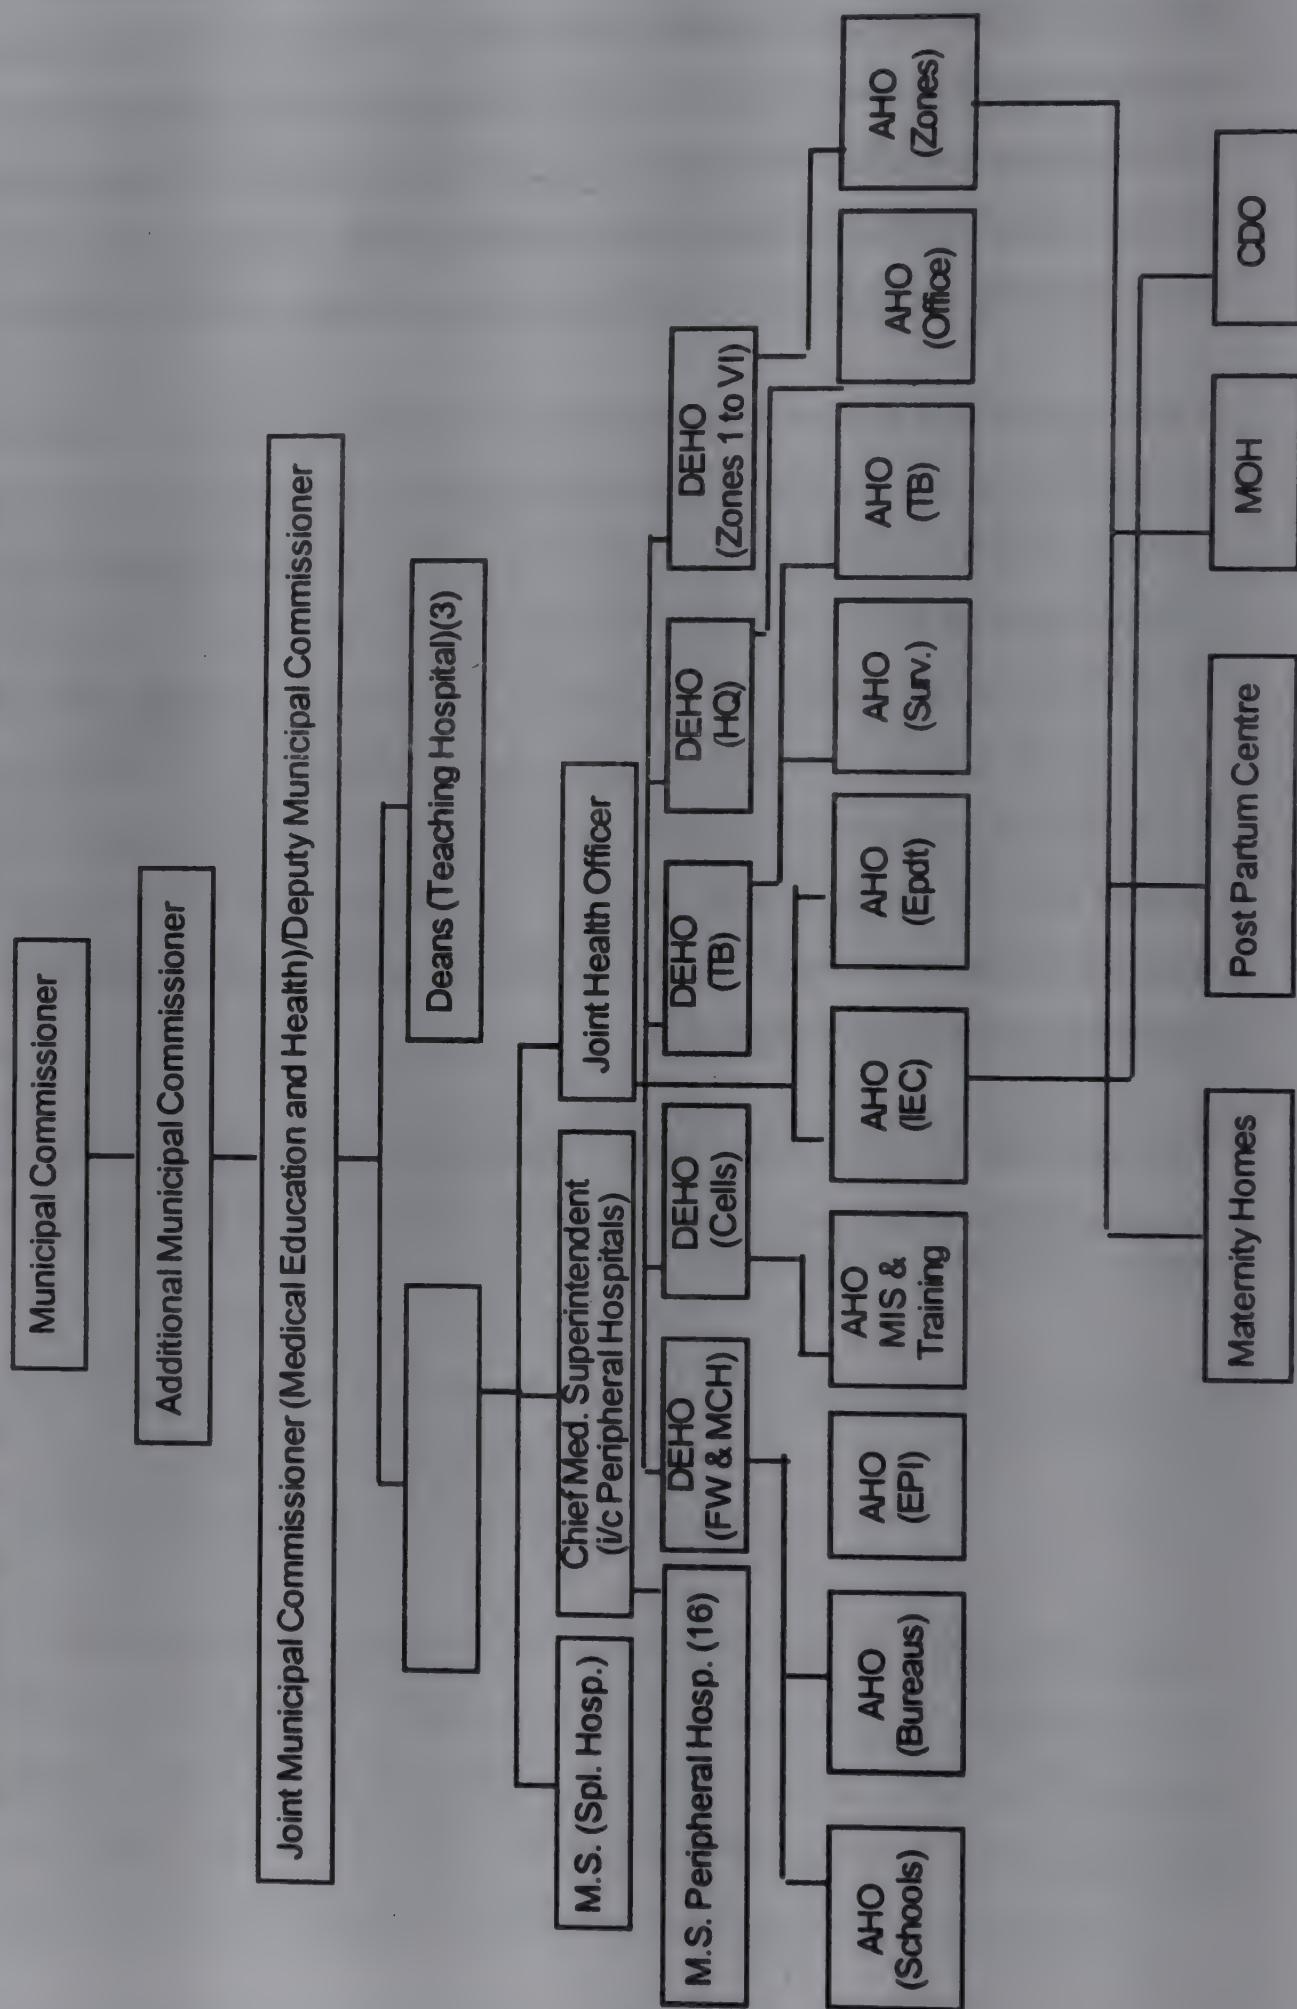 Municipal Commissioner
Additional Municipal Commissioner
Joint Municipal Commissioner (Medical Education and Health)/Deputy Municipal Commissioner
Deans (Teaching Hospital)(3)
M.S. (Spl. Hosp.)
Chief Med. Superintendent
(i/c Peripheral Hospitals)
Joint Health Officer
M.S. Peripheral Hosp. (16)
DEHO
(FW & MCH)
DEHO
(Cells)
DEHO
(TB)
DEHO
(HQ)
DEHO
(Zones 1 to VI)
AHO
(Schools)
AHO
(Bureaus)
AHO
(EPI)
AHO
MIS &
Training
AHO
(IEC)
AHO
(Epdt)
AHO
(Surv.)
AHO
(TB)
AHO
(Office)
AHO
(Zones)
Maternity Homes
Post Partum Centre
MOH
CDO